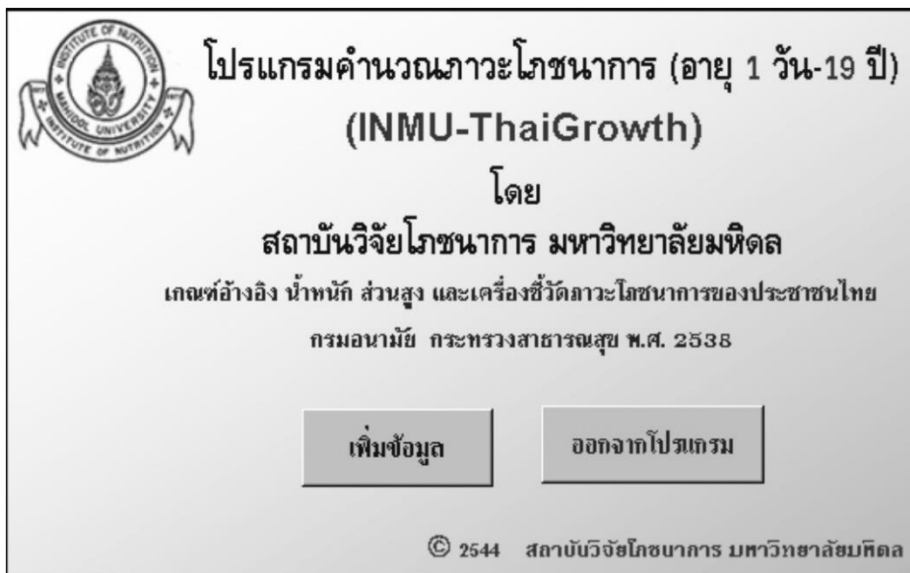 INSTITUTE OF NUTRITION
MAHIDOL UNIVERSITY
INSTITUTE OF NUTRITION
โปรแกรมคำนวณภาวะโภชนาการ (อายุ 1 วัน-19 ปี)
(INMU-ThaiGrowth)
โดย
สถาบันวิจัยโภชนาการ มหาวิทยาลัยมหิดล
เกณฑ์อ้างอิง น้ำหนัก ส่วนสูง และเครื่องชี้วัดภาวะโภชนาการของประชาชนไทย
กรมอนามัย กระทรวงสาธารณสุข พ.ศ. 2538
เพิ่มข้อมูล
ออกจากโปรแกรม
© 2544 สถาบันวิจัยโภชนาการ มหาวิทยาลัยมหิดล